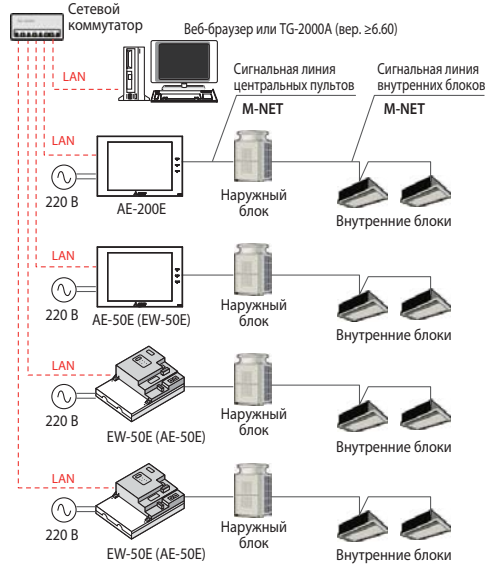 Сетевой
коммутатор
Веб-браузер или TG-2000A (вер. ≥6.60)
LAN
Сигнальная линия
центральных пультов
M-NET
Сигнальная линия
внутренних блоков
M-NET
LAN
220 В
AE-200E
Наружный
блок
Внутренние блоки
LAN
220 В
AE-50E (EW-50E)
Наружный
блок
Внутренние блоки
LAN
220 В
EW-50E (AE-50E)
Наружный
блок
Внутренние блоки
LAN
220 В
EW-50E (AE-50E)
Наружный
блок
Внутренние блоки